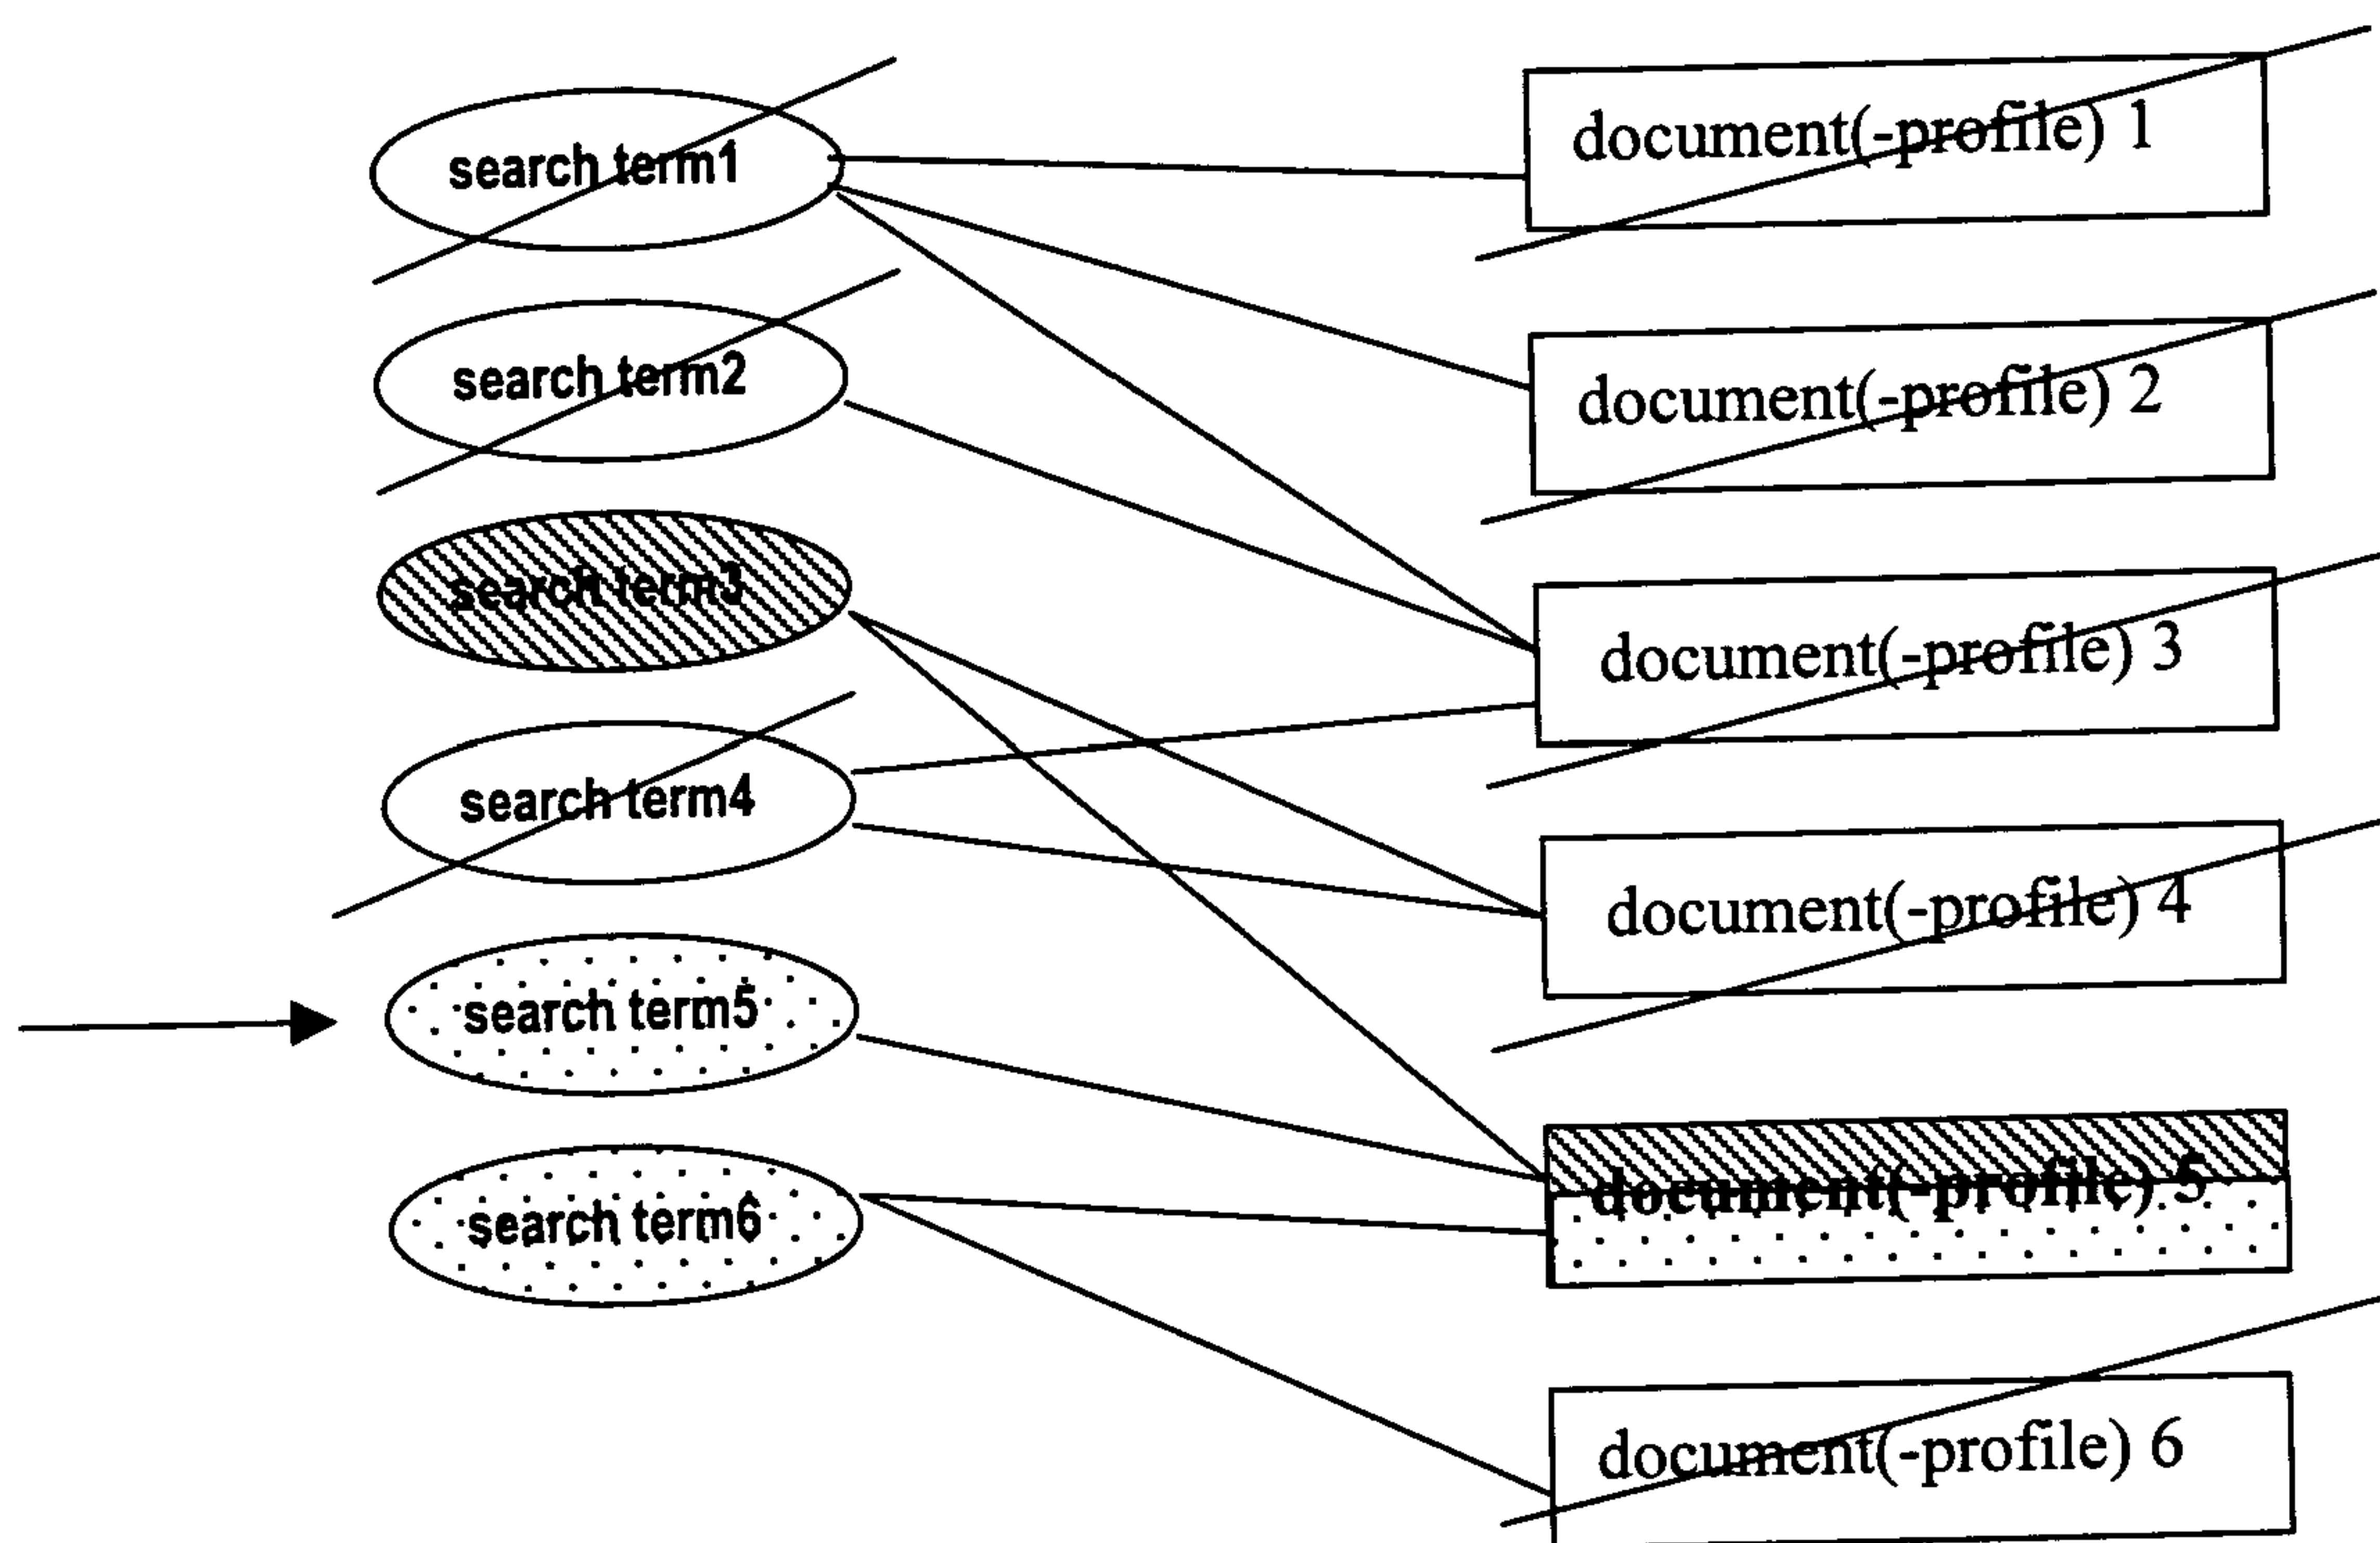 search term1
search term2
search term3
search term4
search term5
search term6
document(-profile) 1
document(-profile) 2
document(-profile) 3
document(-profile) 4
document(-profile) 5
document(-profile) 6